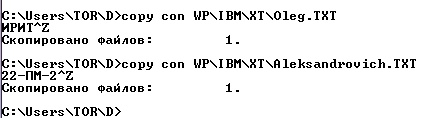 C:\Users\TOR\D>copy con WP\IBM\XT\Oleg.TXT
ИРИТ^Z
Скопировано файлов:         1.
C:\Users\TOR\D>copy con WP\IBM\XT\Aleksandrovich.TXT
22-ПМ-2^Z
Скопировано файлов:         1.
C:\Users\TOR\D>